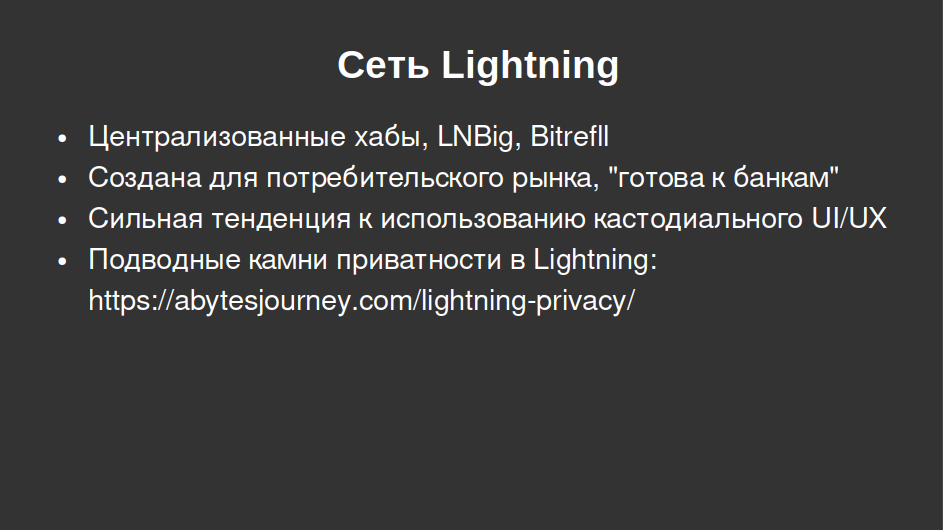 Сеть Lightning
• Централизованные хабы, LNBig, Bitrefll
• Создана для потребительского рынка, "готова к банкам"
• Сильная тенденция к использованию кастодиального UI/UX
• Подводные камни приватности в Lightning:
https://abytesjourney.com/lightning-privacy/